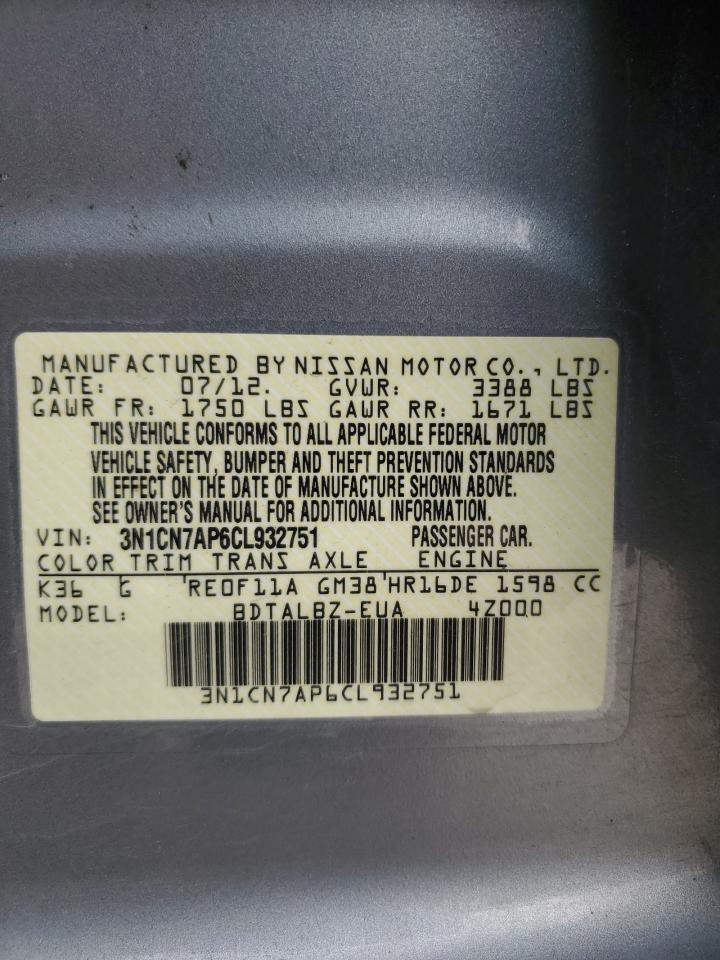 MANUFACTURED BY NISSAN MOTOR CO., LTD.
DATE: 07/12. GVWR: 3388 LBS
GAWR FR: 1750 LBS GAWR RR: 1671 LBS
THIS VEHICLE CONFORMS TO ALL APPLICABLE FEDERAL MOTOR
VEHICLE SAFETY, BUMPER AND THEFT PREVENTION STANDARDS
IN EFFECT ON THE DATE OF MANUFACTURE SHOWN ABOVE.
SEE OWNER'S MANUAL FOR ADDITIONAL INFORMATION.
VIN: 3N1CN7AP6CL932751 PASSENGER CAR.
COLOR TRIM TRANS AXLE ENGINE
K36 G RE0F11A GM38 HR16DE 1598 CC
MODEL: BDTALBZ-EUA 4Z000
3N1CN7AP6CL932751